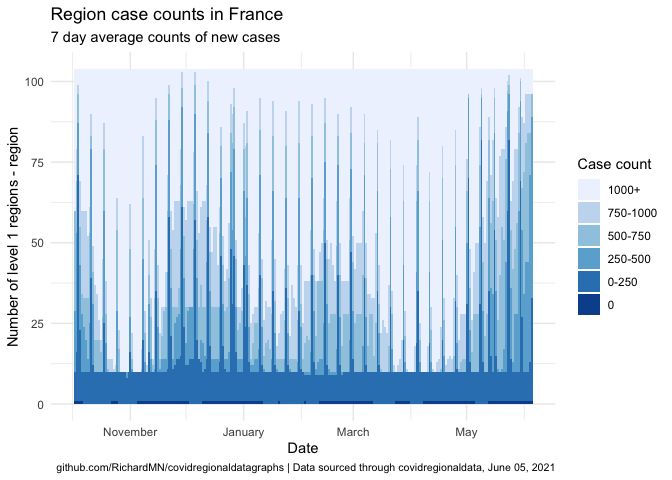 Region case counts in France
7 day average counts of new cases
Number of level 1 regions - region
100
75
50
25
0
November
January
March
May
Date
Case count
1000+
750-1000
500-750
250-500
0-250
0
github.com/RichardMN/covidregionaldatagraphs | Data sourced through covidregionaldata, June 05, 2021